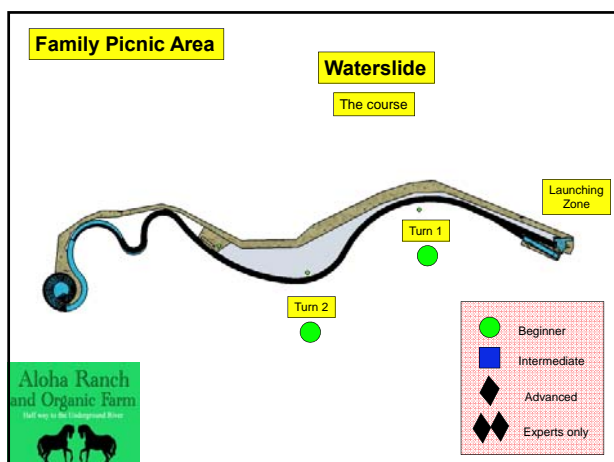 Family Picnic Area
Waterslide
The course
Launching
Zone
Turn 1
Turn 2
Beginner
Intermediate
Advanced
Experts only
Aloha Ranch
and Organic Farm
Half way to the Underground River